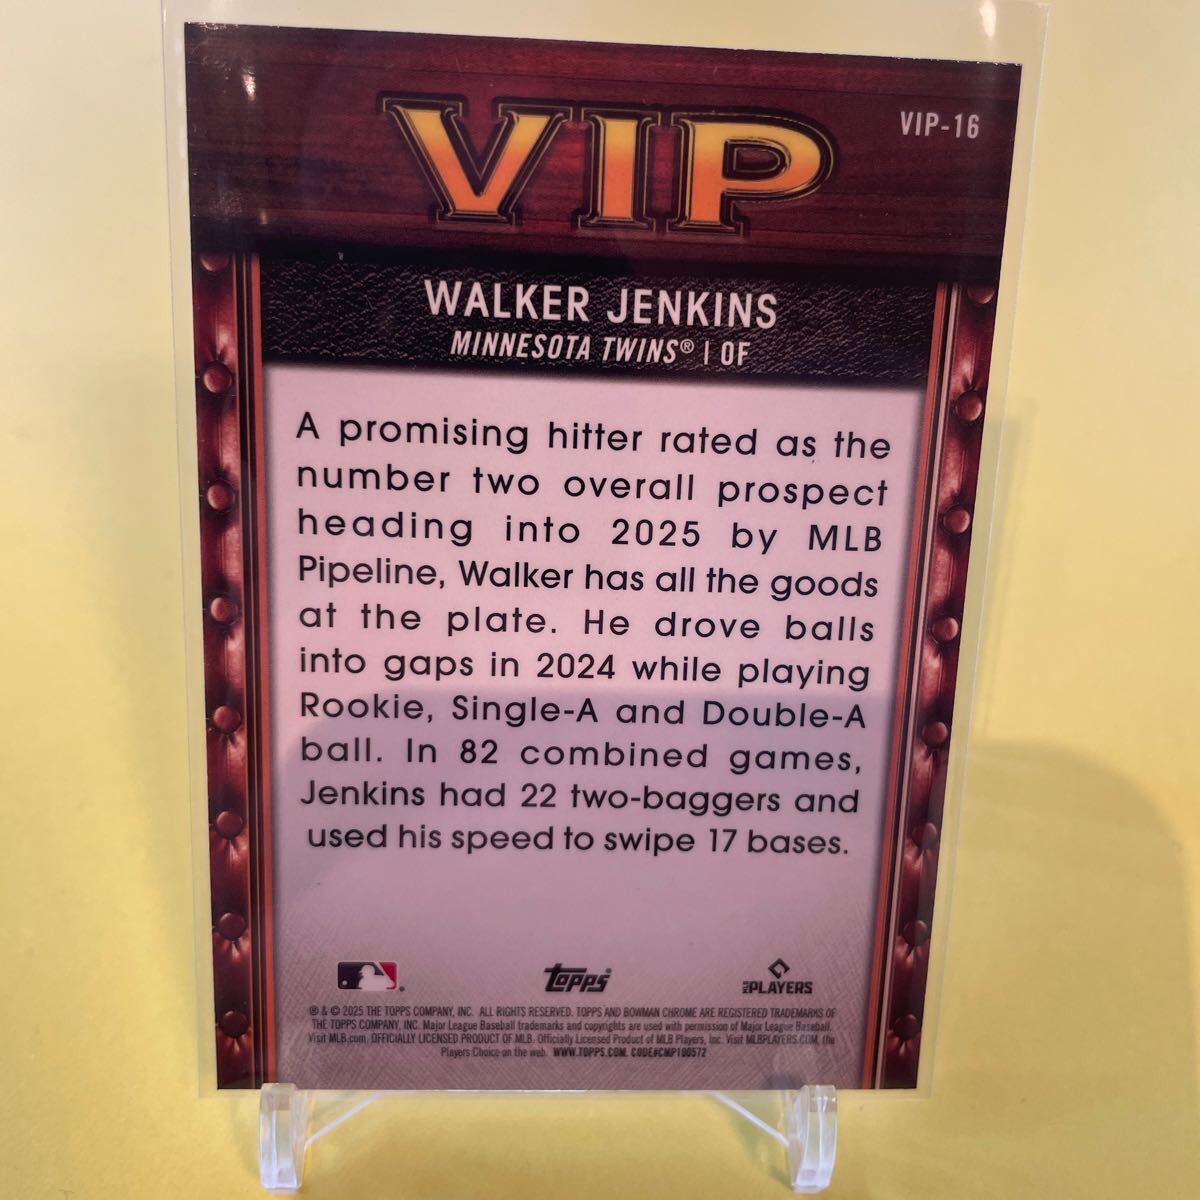 VIP
VIP-16
WALKER JENKINS
MINNESOTA TWINS® | OF
A promising hitter rated as the
number two overall prospect
heading into 2025 by MLB
Pipeline, Walker has all the goods
at the plate. He drove balls
into gaps in 2024 while playing
Rookie, Single-A and Double-A
ball. In 82 combined games,
Jenkins had 22 two-baggers and
used his speed to swipe 17 bases.
topps
MLB PLAYERS
® & © 2025 THE TOPPS COMPANY, INC. ALL RIGHTS RESERVED. TOPPS AND BOWMAN CHROME ARE REGISTERED TRADEMARKS OF
THE TOPPS COMPANY, INC. Major League Baseball trademarks and copyrights are used with permission of Major League Baseball.
Visit MLB.com. OFFICIALLY LICENSED PRODUCT OF MLB. Officially Licensed Product of MLB Players, Inc. Visit MLBPLAYERS.COM, the
Players Choice on the web. WWW.TOPPS.COM. CODE#CMP100572